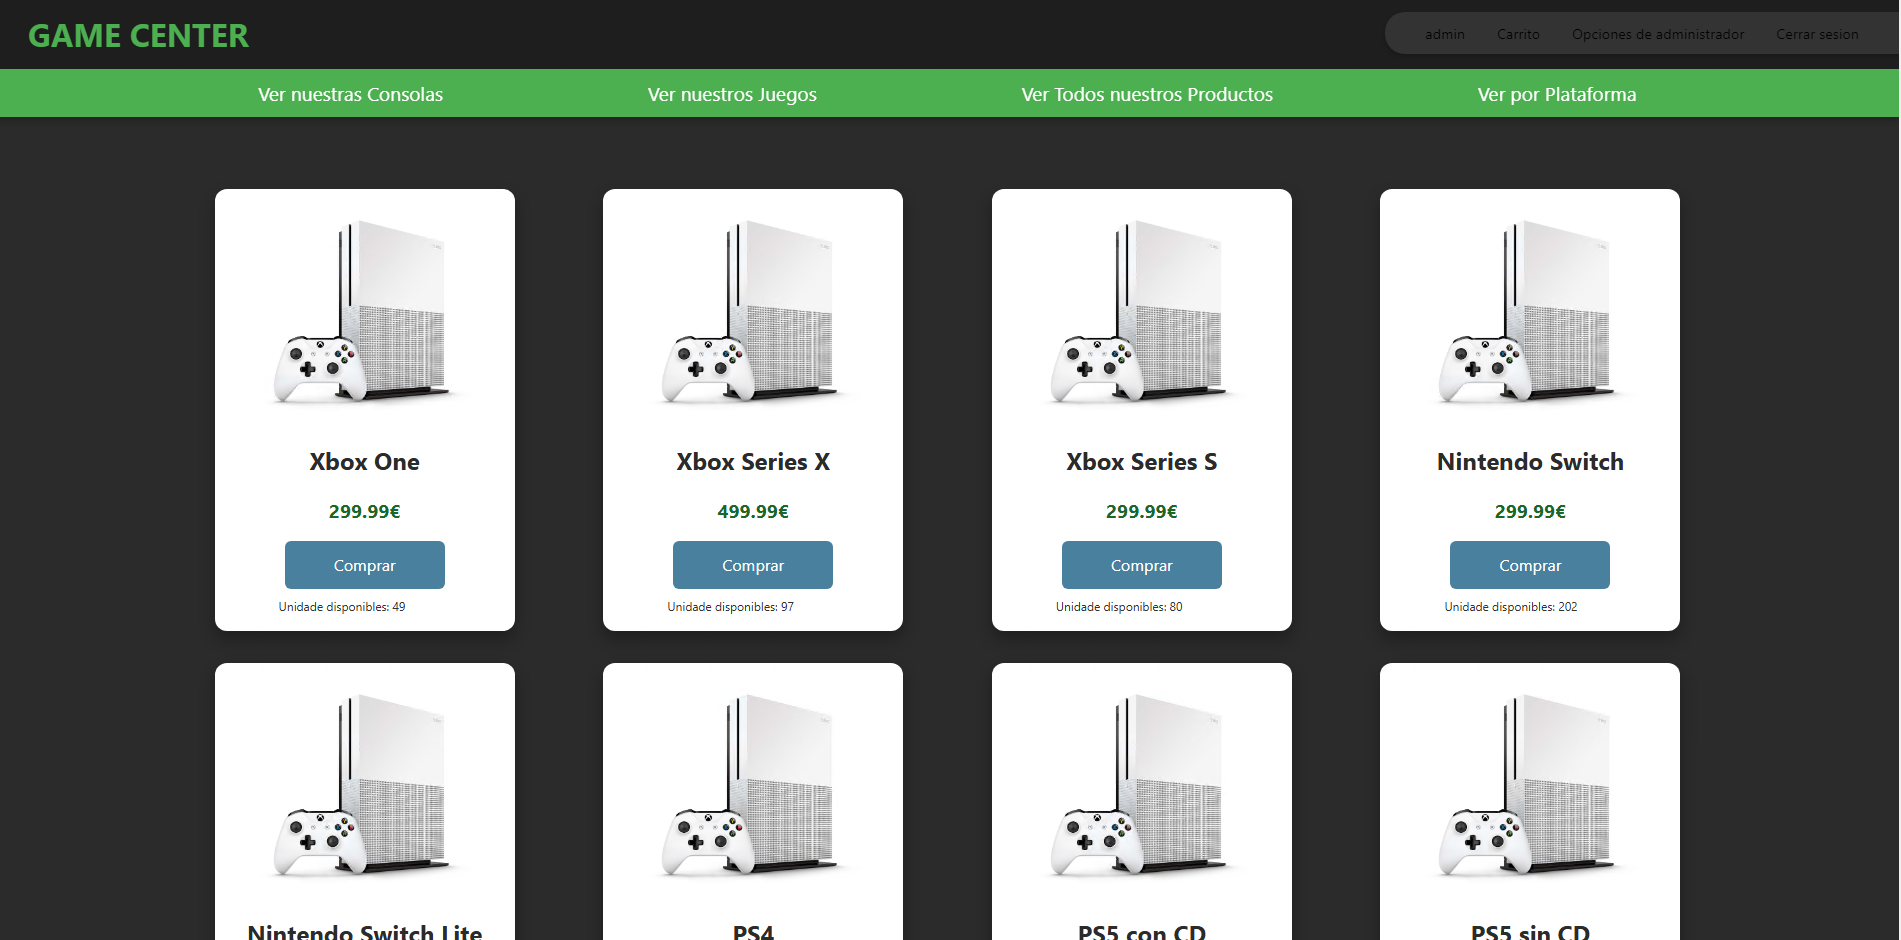 GAME CENTER
admin Carrito Opciones de administrador Cerrar sesion
Ver nuestras Consolas Ver nuestros Juegos Ver Todos nuestros Productos Ver por Plataforma
Xbox One Xbox Series X Xbox Series S Nintendo Switch
299.99€ 499.99€ 299.99€ 299.99€
Comprar Comprar Comprar Comprar
Unidade disponibles: 49 Unidade disponibles: 97 Unidade disponibles: 80 Unidade disponibles: 202
Nintendo Switch Lite PS4 PS5 con CD PS5 sin CD